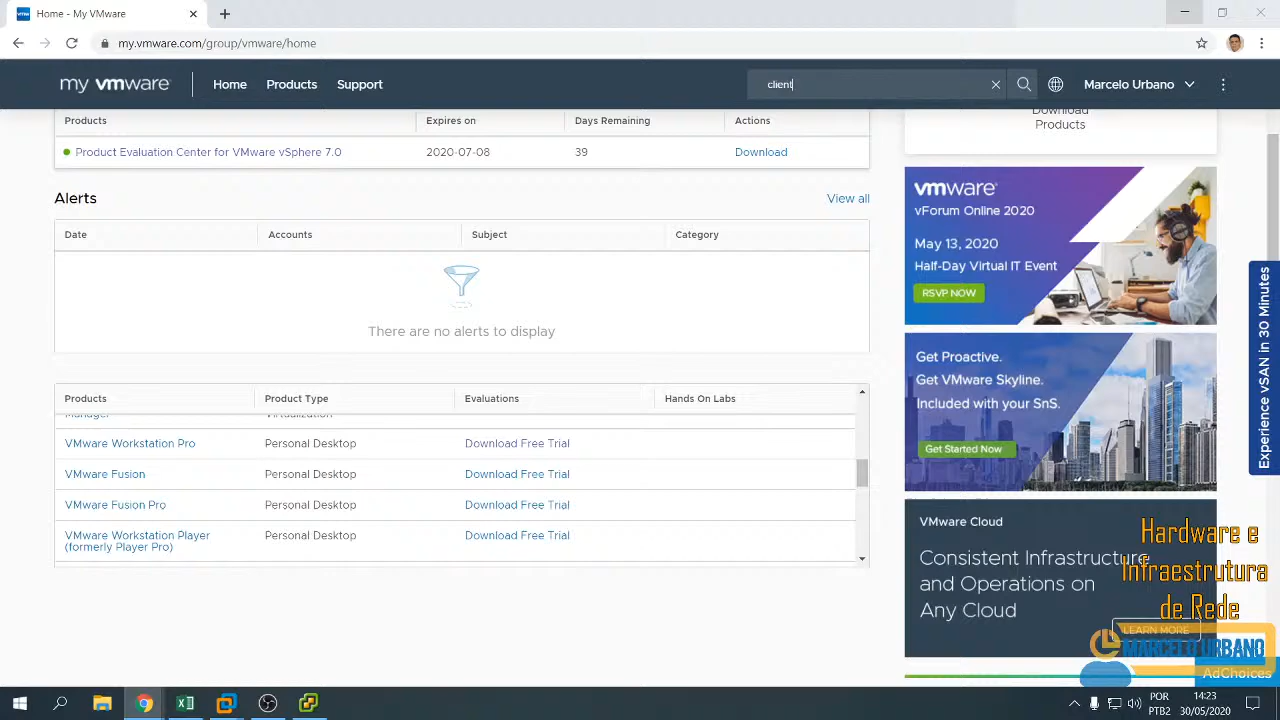 Home - My VMware
my.vmware.com/group/vmware/home
my vmware
Home
Products
Support
client
Marcelo Urbano
Products
Expires on
Days Remaining
Actions
Product Evaluation Center for VMware vSphere 7.0
2020-07-08
39
Download
Alerts
View all
Date
Accounts
Subject
Category
There are no alerts to display
Products
Product Type
Evaluations
Hands On Labs
Manager
Virtualization
VMware Workstation Pro
Personal Desktop
Download Free Trial
VMware Fusion
Personal Desktop
Download Free Trial
VMware Fusion Pro
Personal Desktop
Download Free Trial
VMware Workstation Player
(formerly Player Pro)
Personal Desktop
Download Free Trial
Download
Products
vmware
vForum Online 2020
May 13, 2020
Half-Day Virtual IT Event
RSVP NOW
Get Proactive.
Get VMware Skyline.
Included with your SnS.
Get Started Now
VMware Cloud
Consistent Infrastructure
and Operations on
Any Cloud
LEARN MORE
Experience vSAN in 30 Minutes
Hardware e
Infraestrutura
de Rede
MARCELO URBANO
AdChoices
POR
PTB2
14:23
30/05/2020